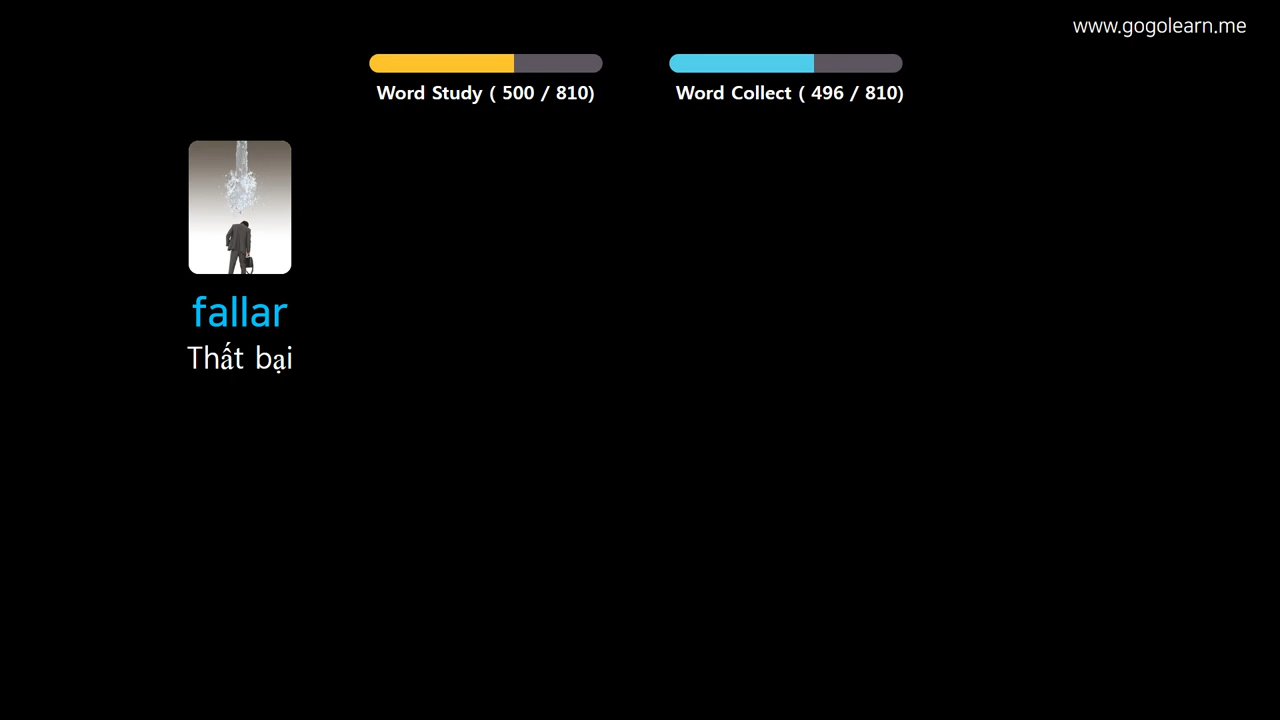 www.gogolearn.me
Word Study ( 500 / 810)
Word Collect ( 496 / 810)
fallar
Thất bại